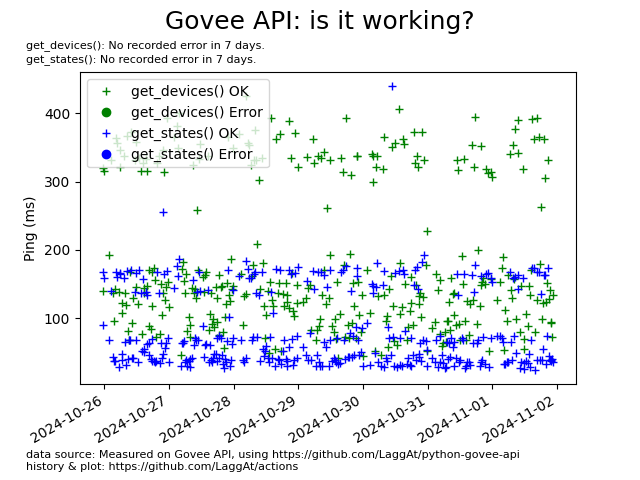 Govee API: is it working?
get_devices(): No recorded error in 7 days.
get_states(): No recorded error in 7 days.
get_devices() OK
get_devices() Error
get_states() OK
get_states() Error
Ping (ms)
400
300
200
100
2024-10-26
2024-10-27
2024-10-28
2024-10-29
2024-10-30
2024-10-31
2024-11-01
2024-11-02
data source: Measured on Govee API, using https://github.com/LaggAt/python-govee-api
history & plot: https://github.com/LaggAt/actions